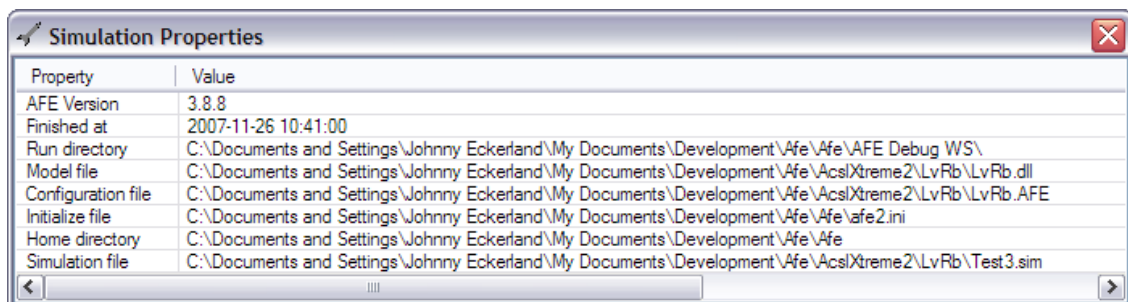 Simulation Properties
Property Value
AFE Version 3.8.8
Finished at 2007-11-26 10:41:00
Run directory C:\Documents and Settings\Johnny Eckerland\My Documents\Development\Afe\Afe\AFE Debug WS\
Model file C:\Documents and Settings\Johnny Eckerland\My Documents\Development\Afe\AcslXtreme2\LvRb\LvRb.dll
Configuration file C:\Documents and Settings\Johnny Eckerland\My Documents\Development\Afe\AcslXtreme2\LvRb\LvRb.AFE
Initialize file C:\Documents and Settings\Johnny Eckerland\My Documents\Development\Afe\Afe\afe2.ini
Home directory C:\Documents and Settings\Johnny Eckerland\My Documents\Development\Afe\Afe
Simulation file C:\Documents and Settings\Johnny Eckerland\My Documents\Development\Afe\AcslXtreme2\LvRb\Test3.sim